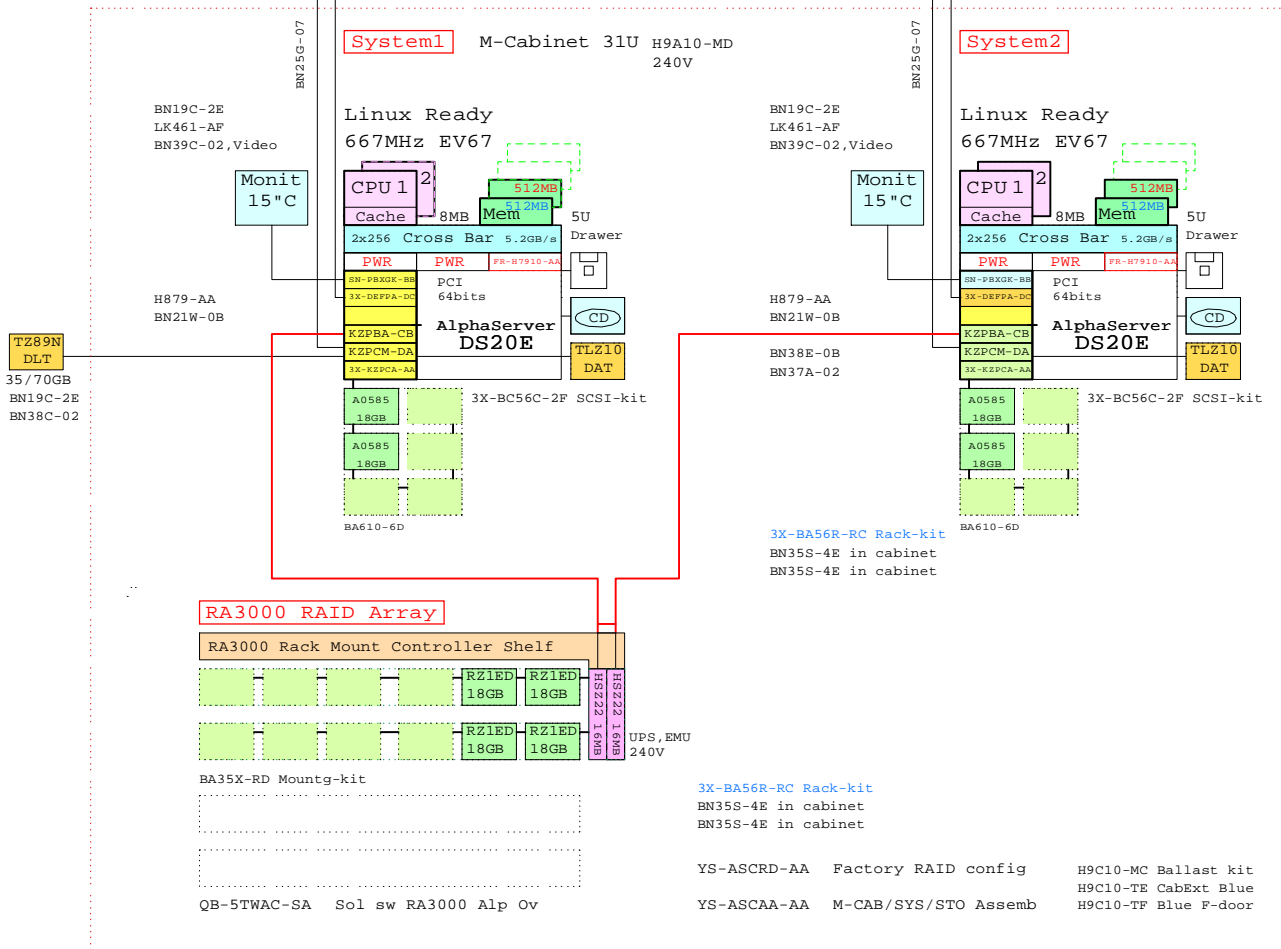 BN25G-07
System1
M-Cabinet 31U H9A10-MD
240V
BN25G-07
System2
BN19C-2E
LK461-AF
BN39C-02,Video
Linux Ready
667MHz EV67
Monit
15"C
CPU 1
2
Cache
8MB
512MB
512MB
Mem
5U
Drawer
2x256 Cross Bar 5.2GB/s
PWR
PWR
FR-H7910-AA
SN-PBXGK-BB
3X-DEFPA-DC
PCI
64bits
H879-AA
BN21W-0B
CD
KZPBA-CB
KZPCM-DA
3X-KZPCA-AA
AlphaServer
DS20E
TLZ10
DAT
TZ89N
DLT
35/70GB
BN19C-2E
BN38C-02
A0585
18GB
A0585
18GB
3X-BC56C-2F SCSI-kit
BA610-6D
BN19C-2E
LK461-AF
BN39C-02,Video
Linux Ready
667MHz EV67
Monit
15"C
CPU 1
2
Cache
8MB
512MB
512MB
Mem
5U
Drawer
2x256 Cross Bar 5.2GB/s
PWR
PWR
FR-H7910-AA
SN-PBXGK-BB
3X-DEFPA-DC
PCI
64bits
H879-AA
BN21W-0B
CD
KZPBA-CB
KZPCM-DA
3X-KZPCA-AA
AlphaServer
DS20E
BN38E-0B
BN37A-02
TLZ10
DAT
A0585
18GB
A0585
18GB
3X-BC56C-2F SCSI-kit
BA610-6D
3X-BA56R-RC Rack-kit
BN35S-4E in cabinet
BN35S-4E in cabinet
RA3000 RAID Array
RA3000 Rack Mount Controller Shelf
RZ1ED
18GB
RZ1ED
18GB
HSZ22 16MB
HSZ22 16MB
RZ1ED
18GB
RZ1ED
18GB
UPS,EMU
240V
BA35X-RD Mountg-kit
3X-BA56R-RC Rack-kit
BN35S-4E in cabinet
BN35S-4E in cabinet
YS-ASCRD-AA Factory RAID config
H9C10-MC Ballast kit
H9C10-TE CabExt Blue
QB-5TWAC-SA Sol sw RA3000 Alp Ov
YS-ASCAA-AA M-CAB/SYS/STO Assemb
H9C10-TF Blue F-door